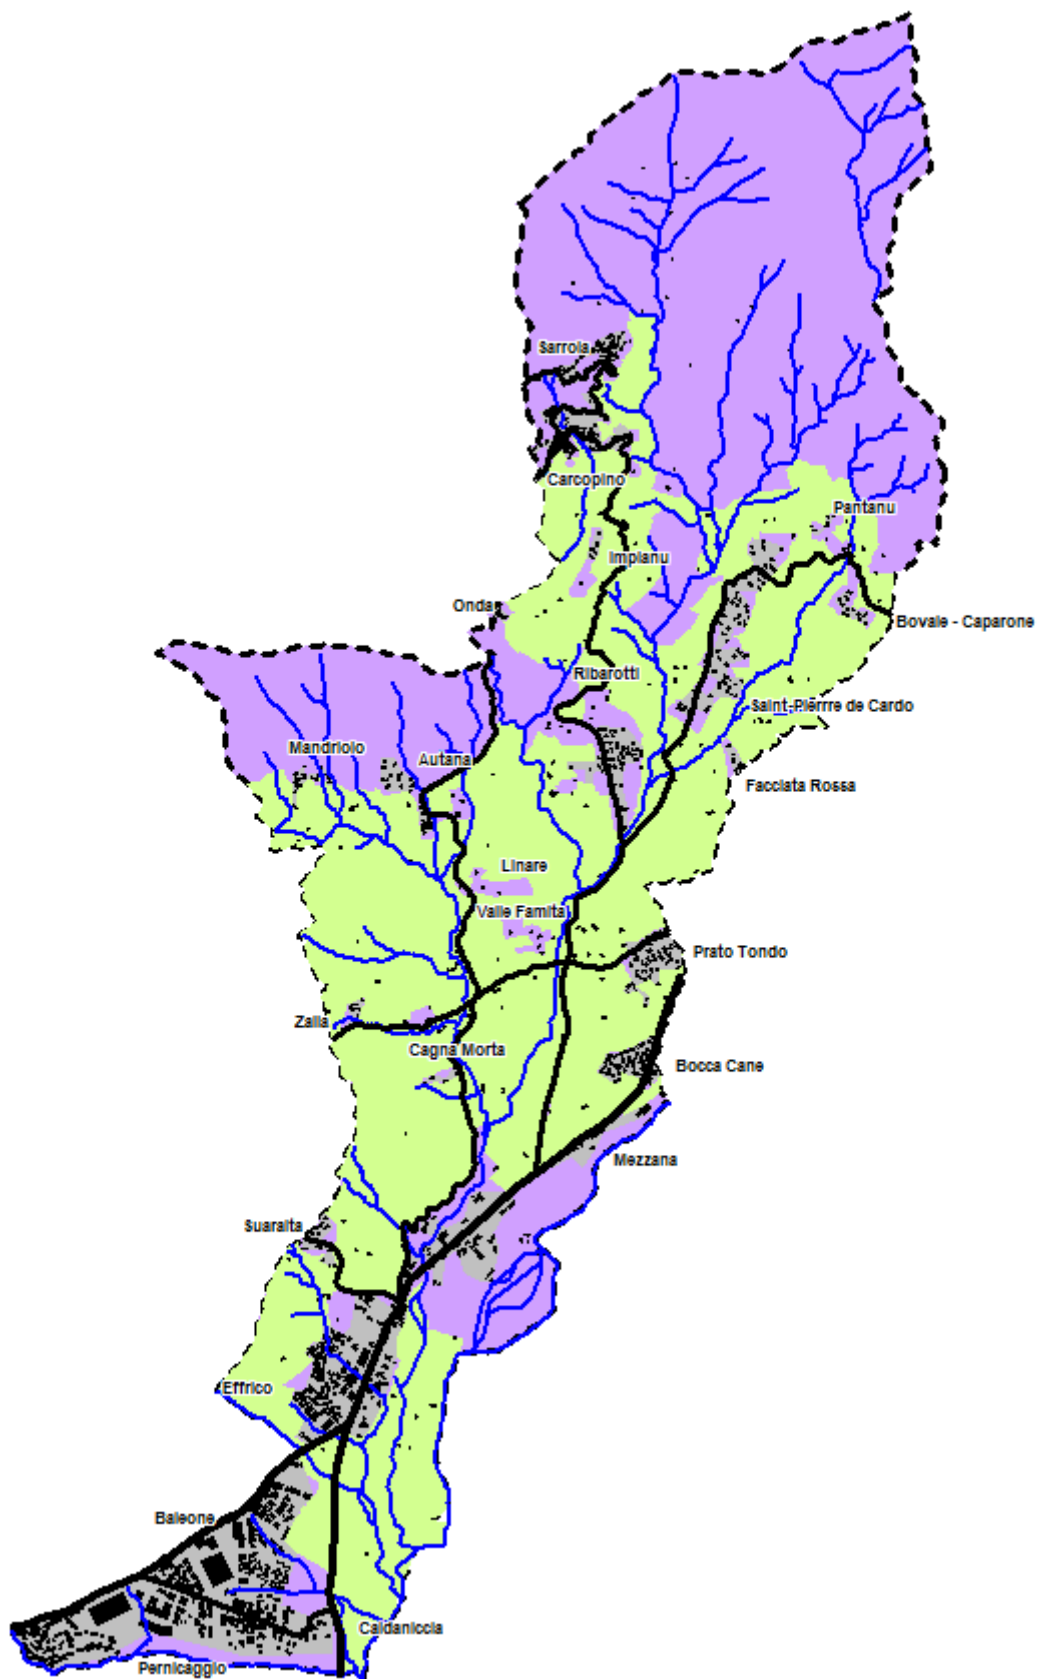 Sarrola
Carcopino
Pantanu
Implanu
Onda
Bovale - Caparone
Ribarotti
Saint-Pierrre de Cardo
Mandriolo
Autana
Facciata Rossa
Linare
Valle Famita
Prato Tondo
Zalla
Cagna Morta
Bocca Cane
Mezzana
Suaralta
Effrico
Baleone
Caldaniccia
Pernicaggio